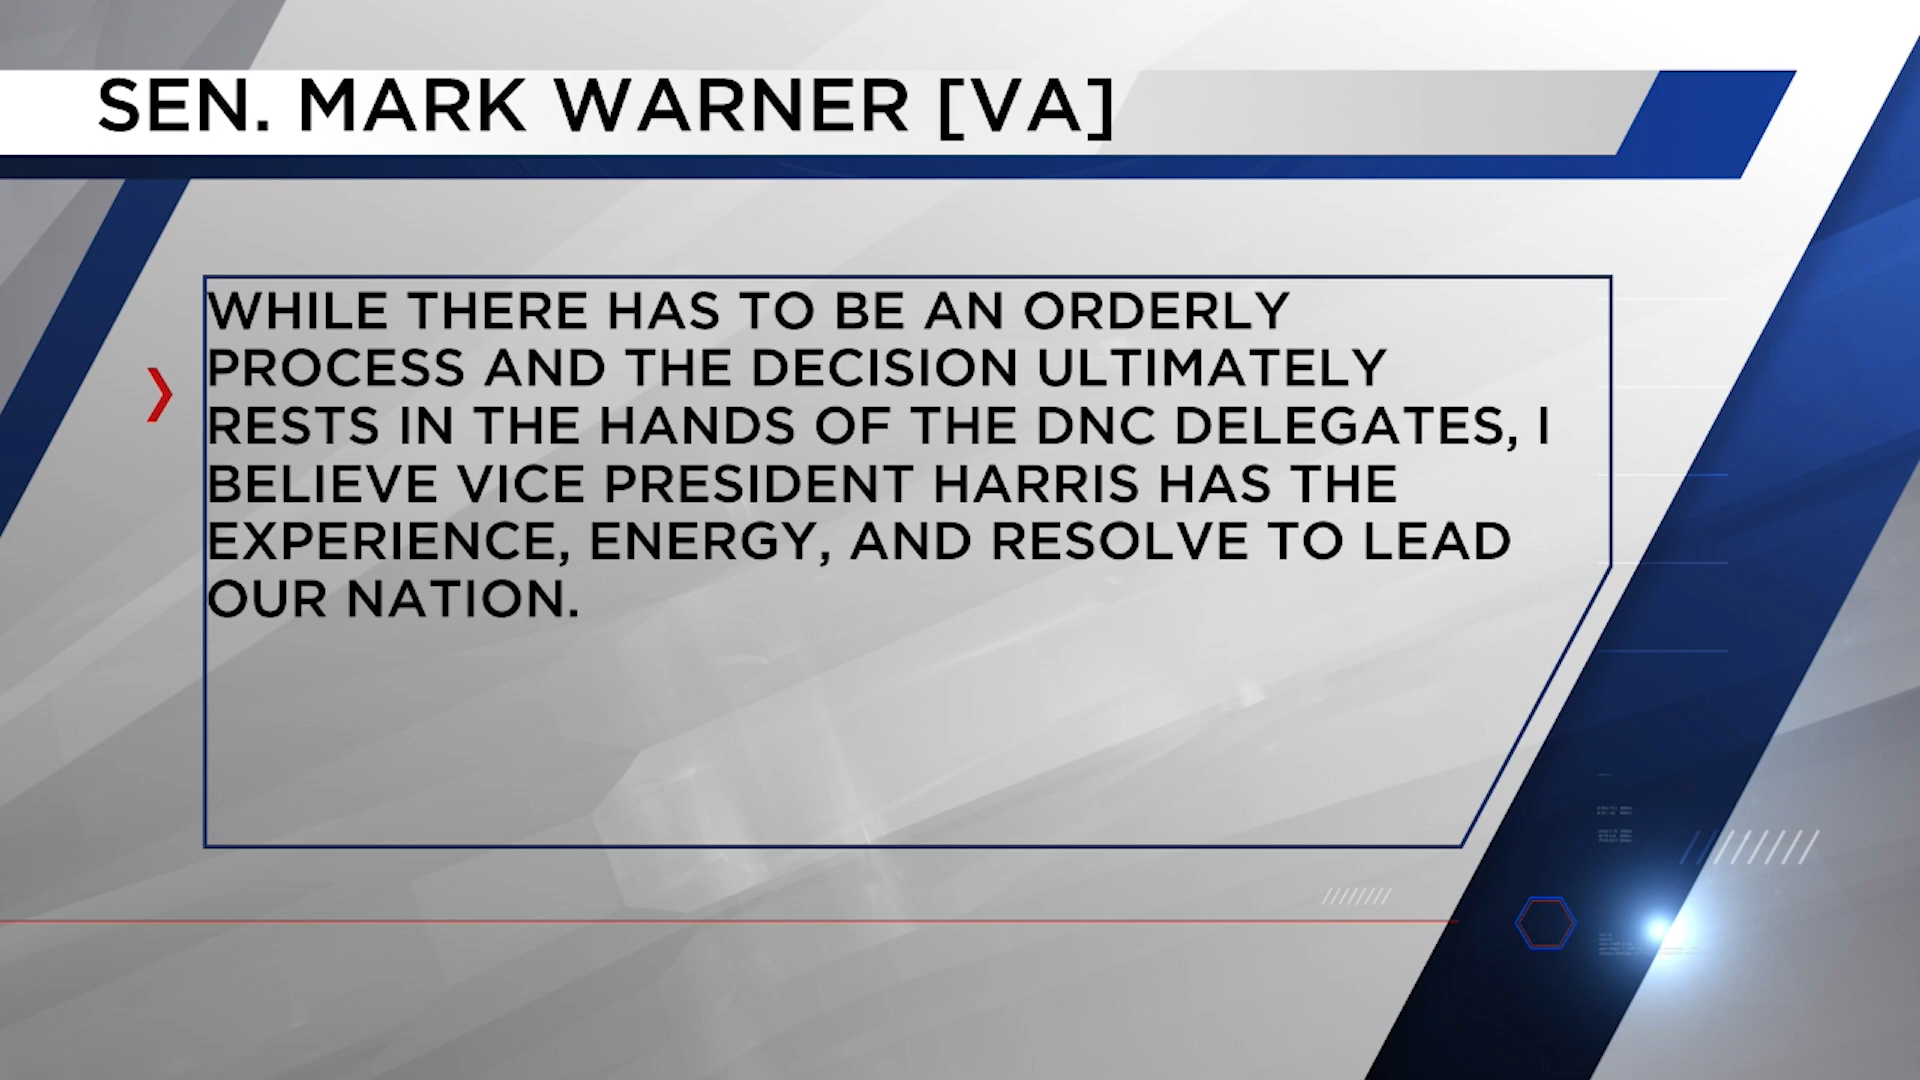 SEN. MARK WARNER [VA]
WHILE THERE HAS TO BE AN ORDERLY
PROCESS AND THE DECISION ULTIMATELY
RESTS IN THE HANDS OF THE DNC DELEGATES, I
BELIEVE VICE PRESIDENT HARRIS HAS THE
EXPERIENCE, ENERGY, AND RESOLVE TO LEAD
OUR NATION.